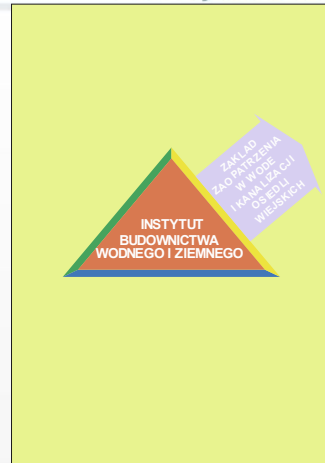 ZAKŁAD
ZAOPATRZENIA
W WODĘ
I KANALIZACJI
OSIEDLI
WIEJSKICH
INSTYTUT
BUDOWNICTWA
WODNEGO I ZIEMNEGO